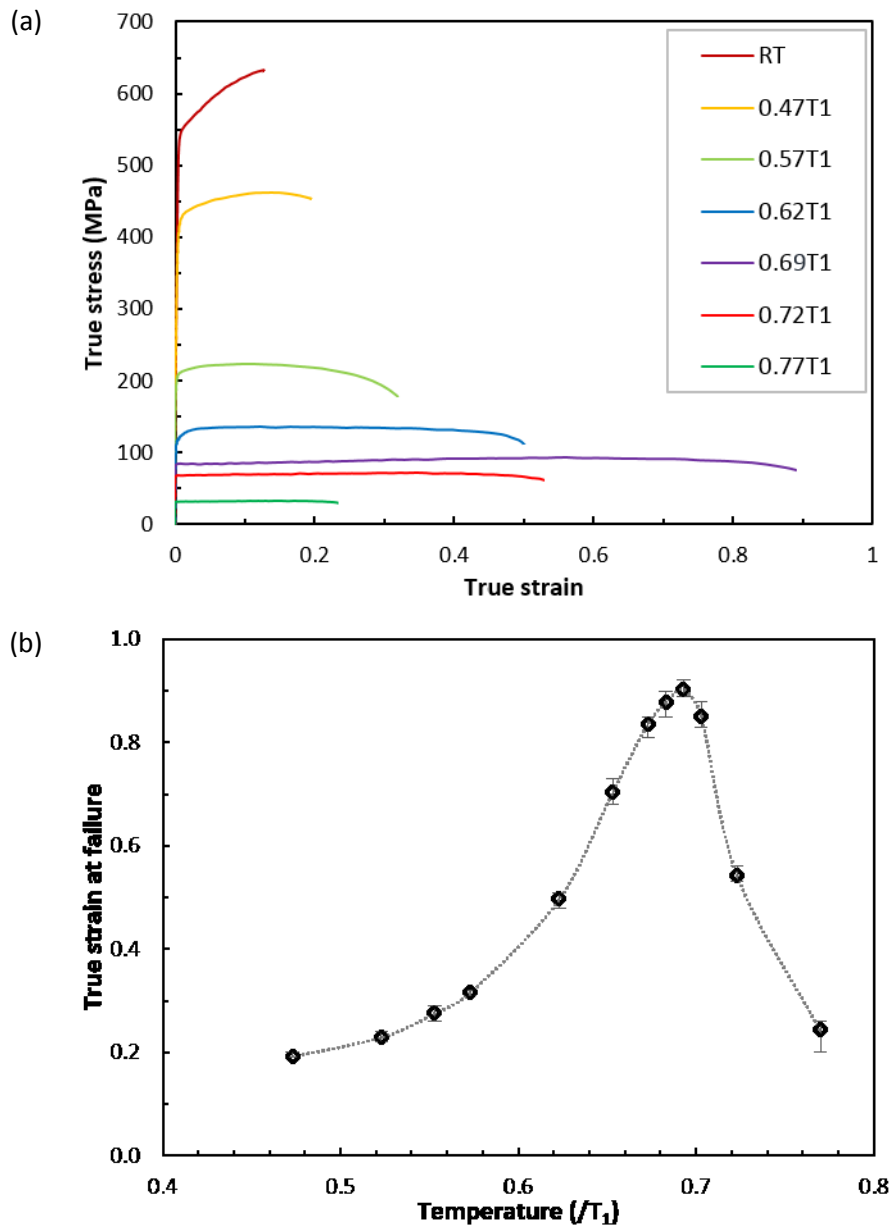 (a)
700
600
500
400
300
200
100
0
True stress (MPa)
RT
0.47T1
0.57T1
0.62T1
0.69T1
0.72T1
0.77T1
0 0.2 0.4 0.6 0.8 1
True strain
(b)
1.0
0.8
0.6
0.4
0.2
0.0
True strain at failure
0.4 0.5 0.6 0.7 0.8
Temperature (/T₁)